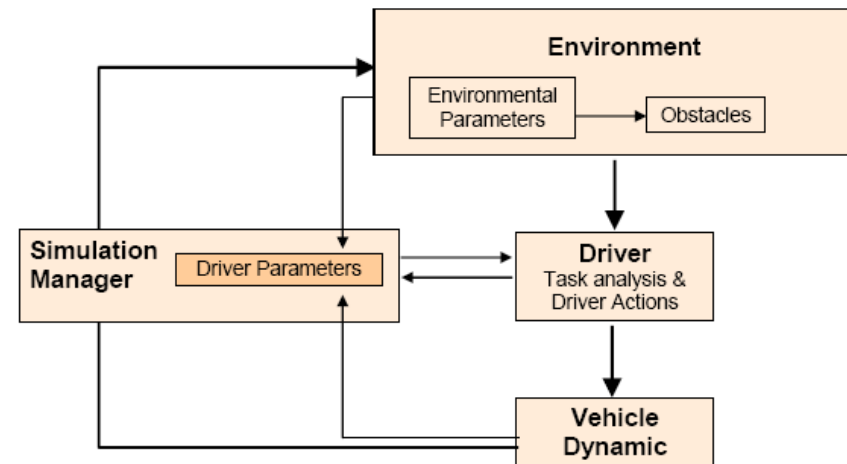 Environment
Environmental
Parameters
Obstacles
Simulation
Manager
Driver Parameters
Driver
Task analysis &
Driver Actions
Vehicle
Dynamic